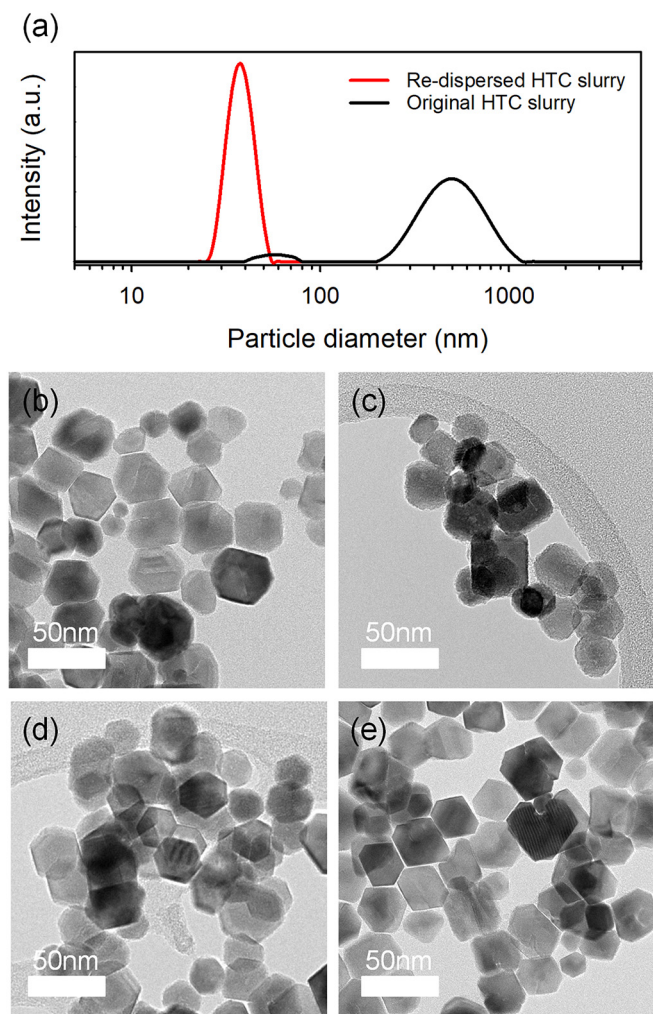 (a)
Intensity (a.u.)
Re-dispersed HTC slurry
Original HTC slurry
10 100 1000
Particle diameter (nm)
(b) (c)
50nm 50nm
(d) (e)
50nm 50nm